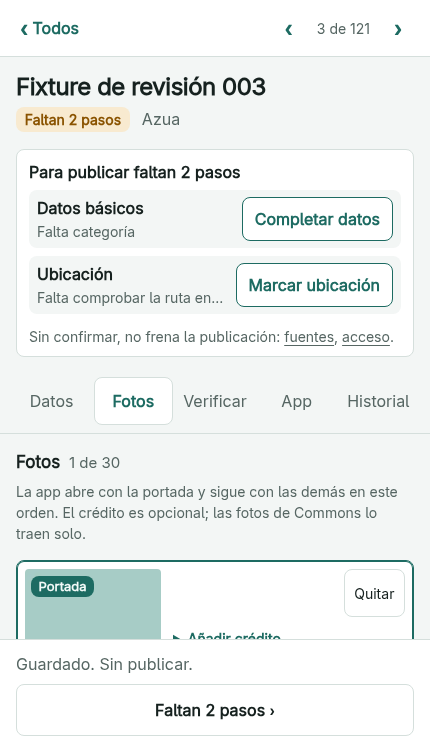 ‹ Todos
‹ 3 de 121 ›
Fixture de revisión 003
Faltan 2 pasos Azua
Para publicar faltan 2 pasos
Datos básicos
Falta categoría
Completar datos
Ubicación
Falta comprobar la ruta en...
Marcar ubicación
Sin confirmar, no frena la publicación: fuentes, acceso.
Datos Fotos Verificar App Historial
Fotos 1 de 30
La app abre con la portada y sigue con las demás en este
orden. El crédito es opcional; las fotos de Commons lo
traen solo.
Portada
Quitar
Añadir crédito
Guardado. Sin publicar.
Faltan 2 pasos ›